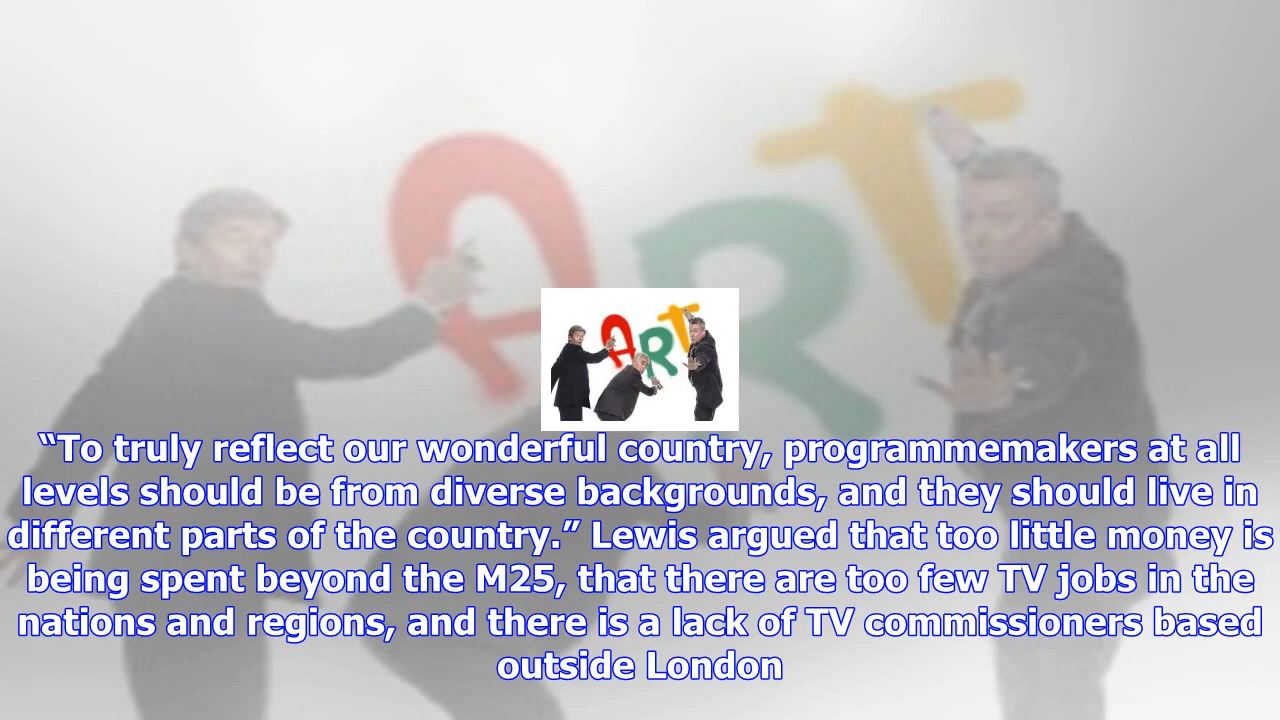 ART
“To truly reflect our wonderful country, programmemakers at all
levels should be from diverse backgrounds, and they should live in
different parts of the country.” Lewis argued that too little money is
being spent beyond the M25, that there are too few TV jobs in the
nations and regions, and there is a lack of TV commissioners based
outside London